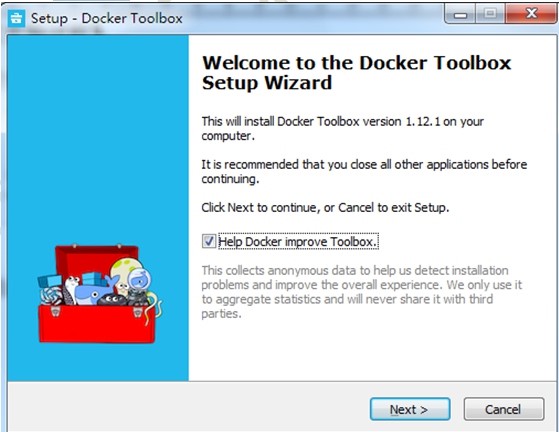 Setup - Docker Toolbox
Welcome to the Docker Toolbox
Setup Wizard
This will install Docker Toolbox version 1.12.1 on your
computer.
It is recommended that you close all other applications before
continuing.
Click Next to continue, or Cancel to exit Setup.
Help Docker improve Toolbox.
This collects anonymous data to help us detect installation
problems and improve the overall experience. We only use it
to aggregate statistics and will never share it with third
parties.
Next >
Cancel